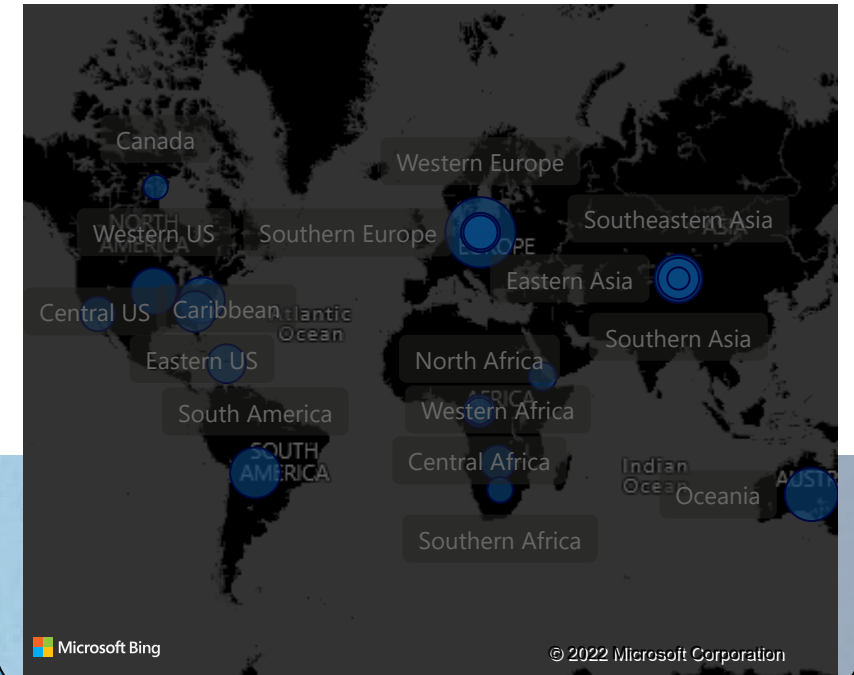 Canada
Western Europe
Southeastern Asia
ASIA
NORTH
AMERICA
Western US
Southern Europe
EUROPE
Eastern Asia
Central US
Caribbean
Atlantic
Ocean
Southern Asia
Eastern US
North Africa
AFRICA
South America
Western Africa
SOUTH
AMERICA
Central Africa
Indian
Ocean
AUSTR
Oceania
Southern Africa
Microsoft Bing
© 2022 Microsoft Corporation